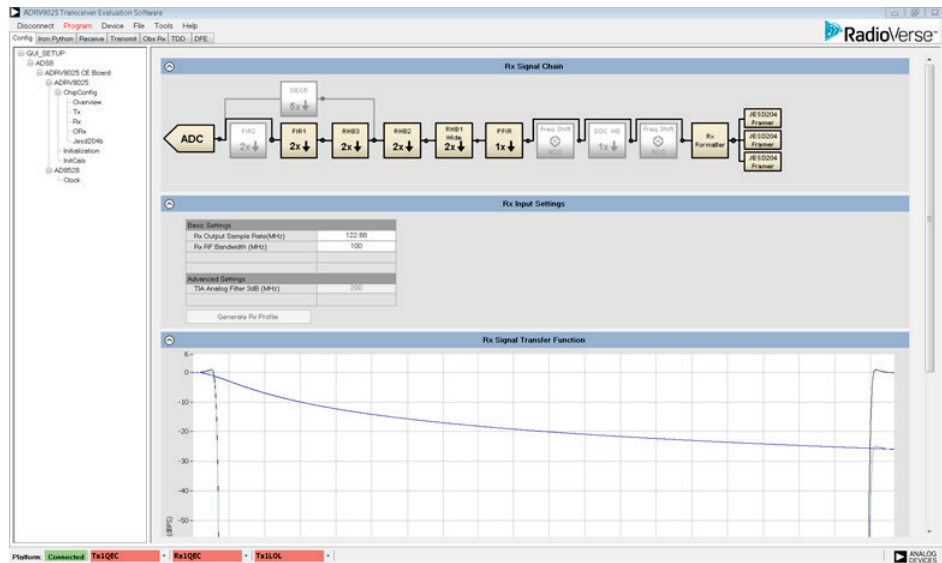 ADRV9025 Transceiver Evaluation Software
Disconnect Program Device File Tools Help
Config Iron Python Receive Transmit Obs Rx TDD DFE
RadioVerse
GUI_SETUP
ADS8
ADRV9025 CE Board
ADRV9025
ChipConfig
Overview
Tx
Rx
ORx
Jesd204b
Initialization
InitCals
AD9528
Clock
Rx Signal Chain
DEC5
5x
ADC
FIR2
2x
FIR1
2x
RHB3
2x
RHB2
2x
RHB1
Wide
2x
PFIR
1x
Freq Shift
NCO
DDC HB
1x
Freq Shift
NCO
Rx
Formatter
JESD204
Framer
JESD204
Framer
JESD204
Framer
Rx Input Settings
Basic Settings
Rx Output Sample Rate(MHz) 122.88
Rx RF Bandwidth (MHz) 100
Advanced Settings
TIA Analog Filter 3dB (MHz) 200
Generate Rx Profile
Rx Signal Transfer Function
6
0
-10
-20
-30
-40
-50
(dBFS)
Platform: Connected Tx1QEC Rx1QEC Tx1LOL
ANALOG
DEVICES